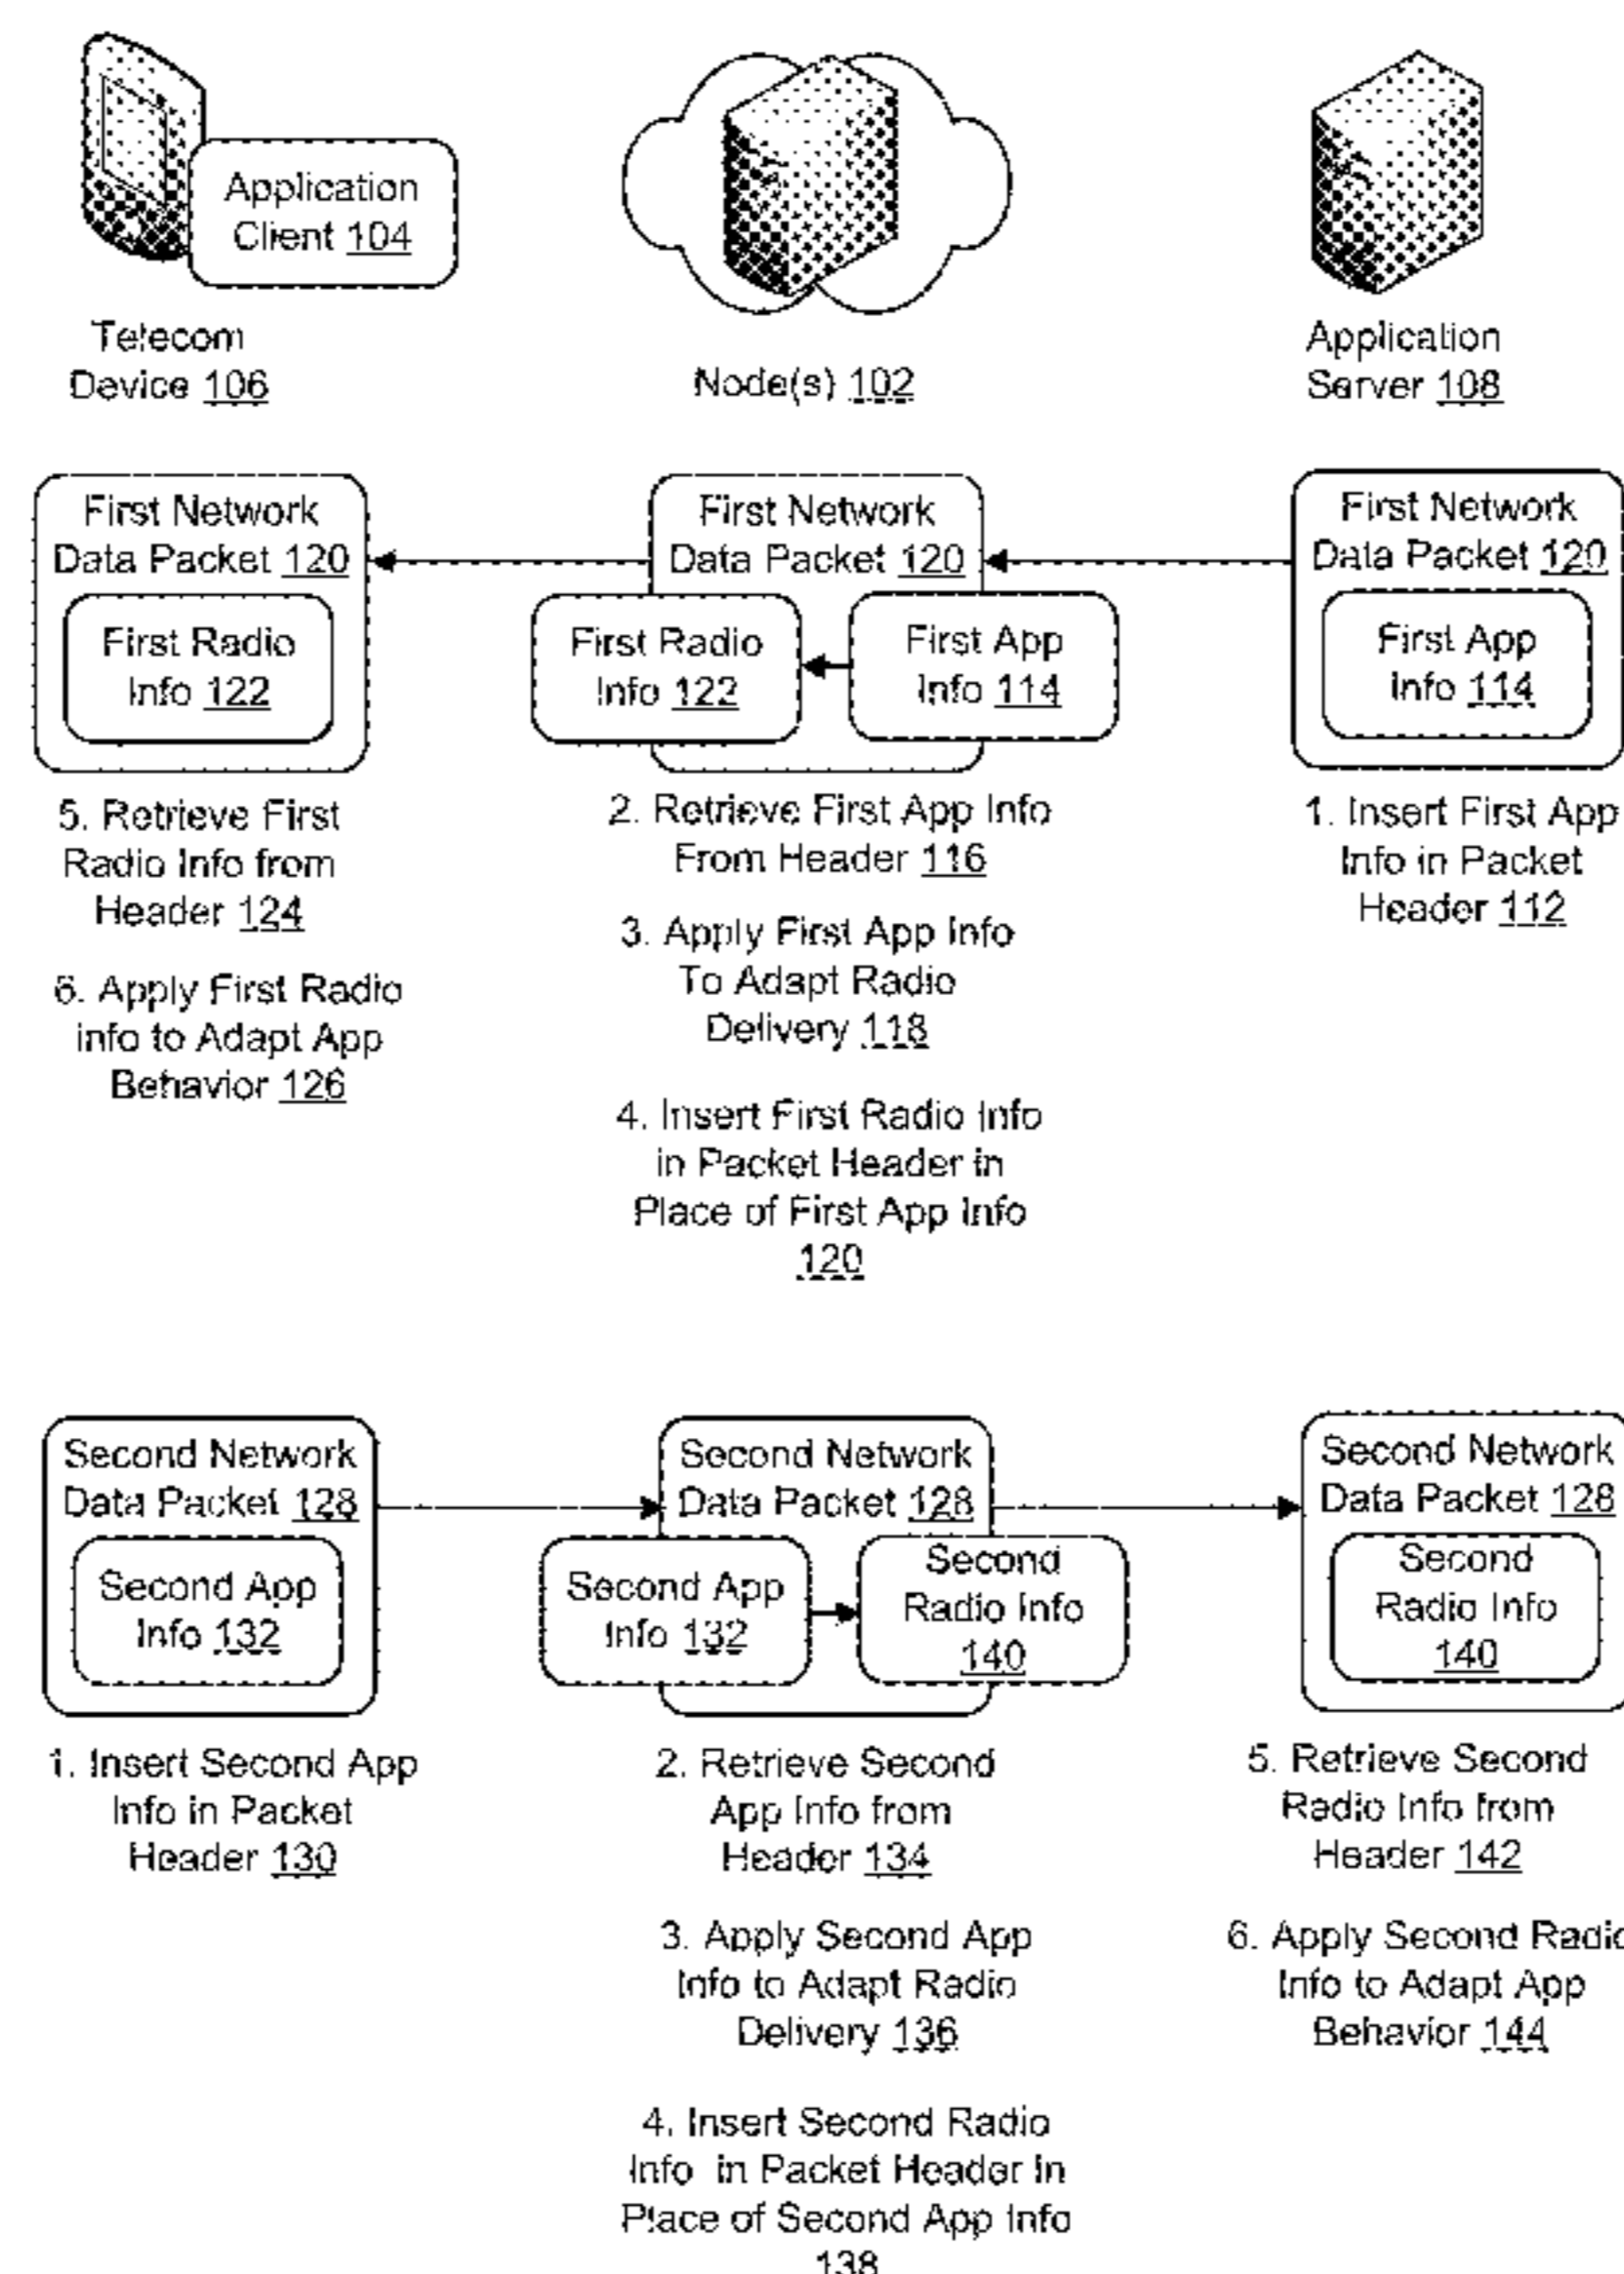 Application
Client 104
Telecom
Device 106
Node(s) 102
Application
Server 108
First Network
Data Packet 120
First Radio
Info 122
First Network
Data Packet 120
First Radio
Info 122
First App
Info 114
First Network
Data Packet 120
First App
Info 114
5. Retrieve First
Radio Info from
Header 124
6. Apply First Radio
info to Adapt App
Behavior 126
2. Retrieve First App Info
From Header 116
3. Apply First App Info
To Adapt Radio
Delivery 118
4. Insert First Radio Info
in Packet Header in
Place of First App Info
120
1. Insert First App
Info in Packet
Header 112
Second Network
Data Packet 128
Second App
Info 132
Second Network
Data Packet 128
Second App
Info 132
Second
Radio Info
140
Second Network
Data Packet 128
Second
Radio Info
140
1. Insert Second App
Info in Packet
Header 130
2. Retrieve Second
App Info from
Header 134
3. Apply Second App
Info to Adapt Radio
Delivery 136
4. Insert Second Radio
Info in Packet Header In
Place of Second App Info
138
5. Retrieve Second
Radio Info from
Header 142
6. Apply Second Radio
Info to Adapt App
Behavior 144